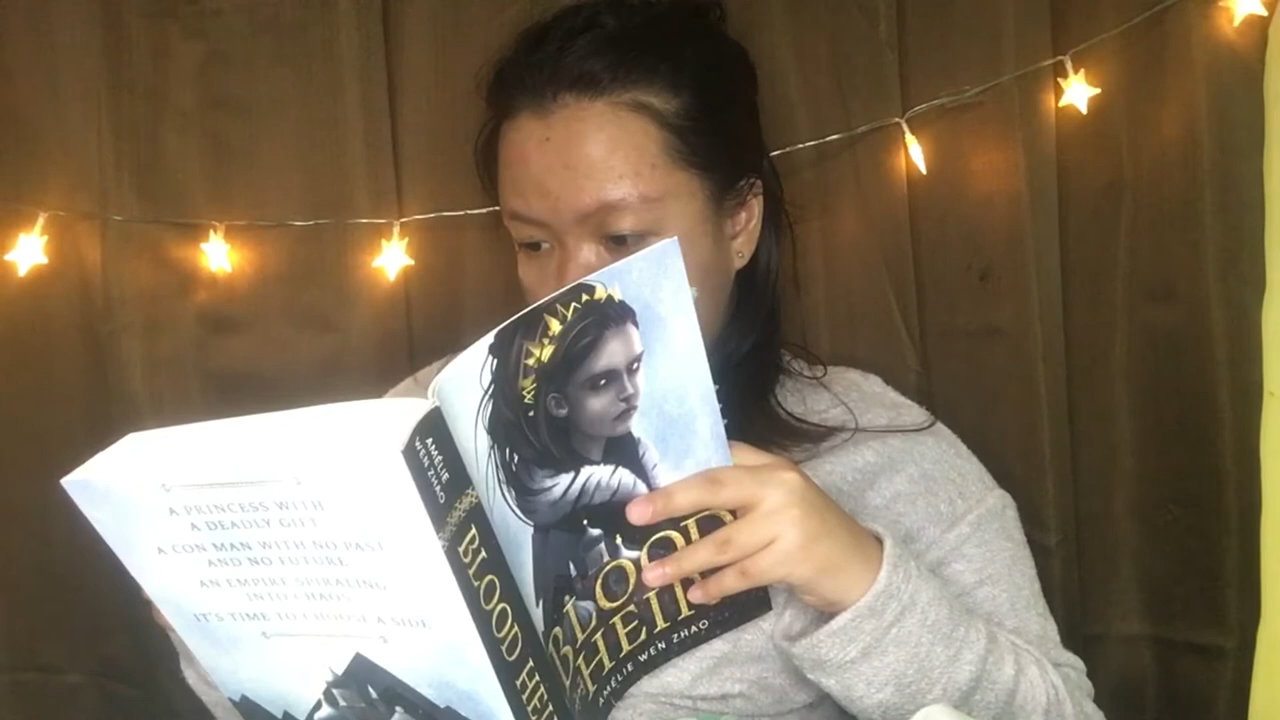 A PRINCESS WITH
A DEADLY GIFT
A CON MAN WITH NO PAST
AND NO FUTURE
AN EMPIRE SPIRALING
INTO CHAOS
IT'S TIME TO CHOOSE A SIDE
AMÉLIE
WEN ZHAO
BLOOD HEI
BLOOD
HEIR
AMÉLIE WEN ZHAO